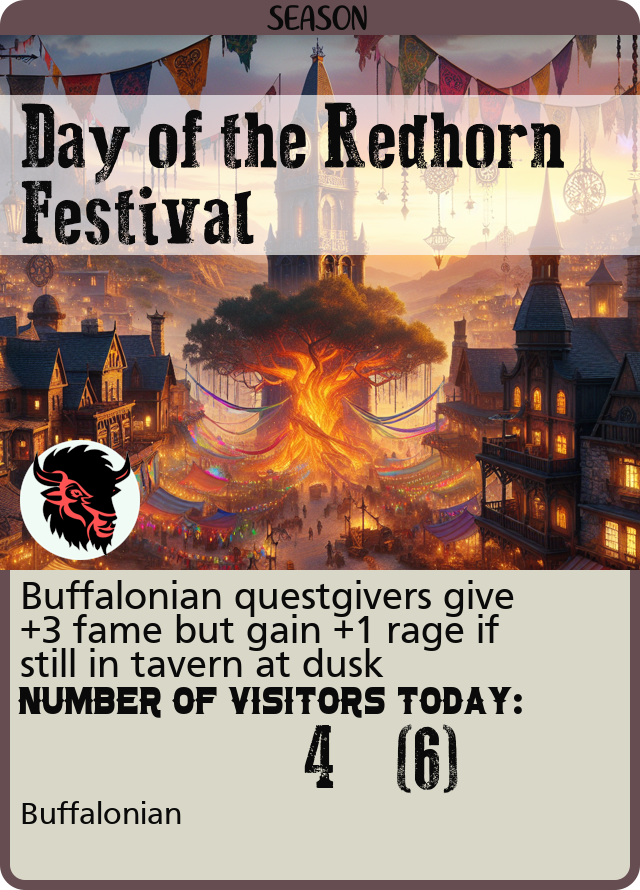 SEASON
Day of the Redhorn
Festival
Buffalonian questgivers give
+3 fame but gain +1 rage if
still in tavern at dusk
NUMBER OF VISITORS TODAY:
4 (6)
Buffalonian